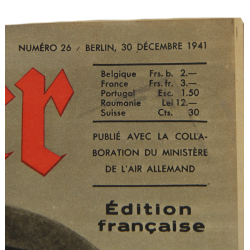 NUMÉRO 26 / BERLIN, 30 DÉCEMBRE 1941
er
Belgique Frs. b. 2.—
France Frs. fr. 3.—
Portugal Esc. 1.50
Roumanie Lei 12.—
Suisse Cts. 30
PUBLIÉ AVEC LA COLLA-
BORATION DU MINISTÈRE
DE L'AIR ALLEMAND
Édition
française